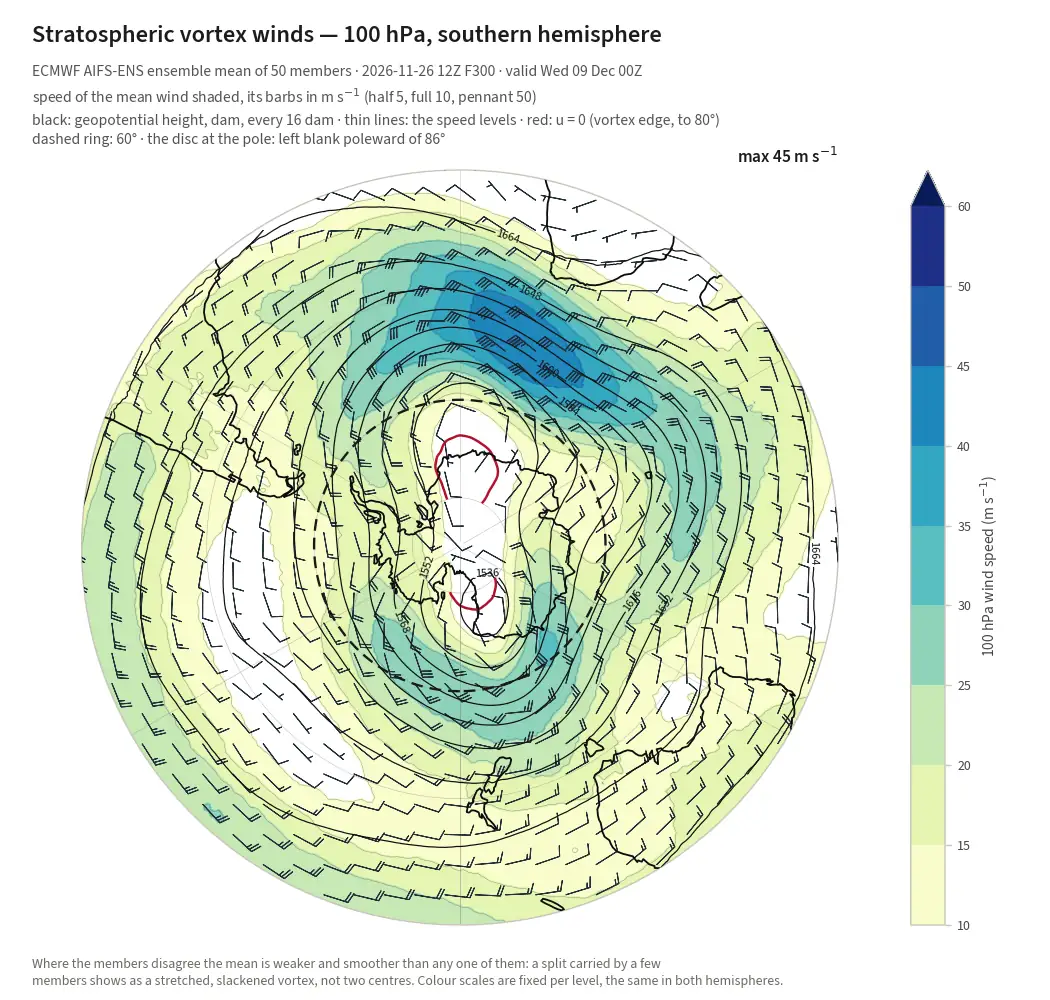 Stratospheric vortex winds — 100 hPa, southern hemisphere
ECMWF AIFS-ENS ensemble mean of 50 members · 2026-11-26 12Z F300 · valid Wed 09 Dec 00Z
speed of the mean wind shaded, its barbs in m s⁻¹ (half 5, full 10, pennant 50)
black: geopotential height, dam, every 16 dam · thin lines: the speed levels · red: u = 0 (vortex edge, to 80°)
dashed ring: 60° · the disc at the pole: left blank poleward of 86°
max 45 m s⁻¹
60
50
45
40
35
30
25
20
15
10
100 hPa wind speed (m s⁻¹)
1664
1648
1600
1584
1664
1552
1536
1568
1616
1632
Where the members disagree the mean is weaker and smoother than any one of them: a split carried by a few
members shows as a stretched, slackened vortex, not two centres. Colour scales are fixed per level, the same in both hemispheres.